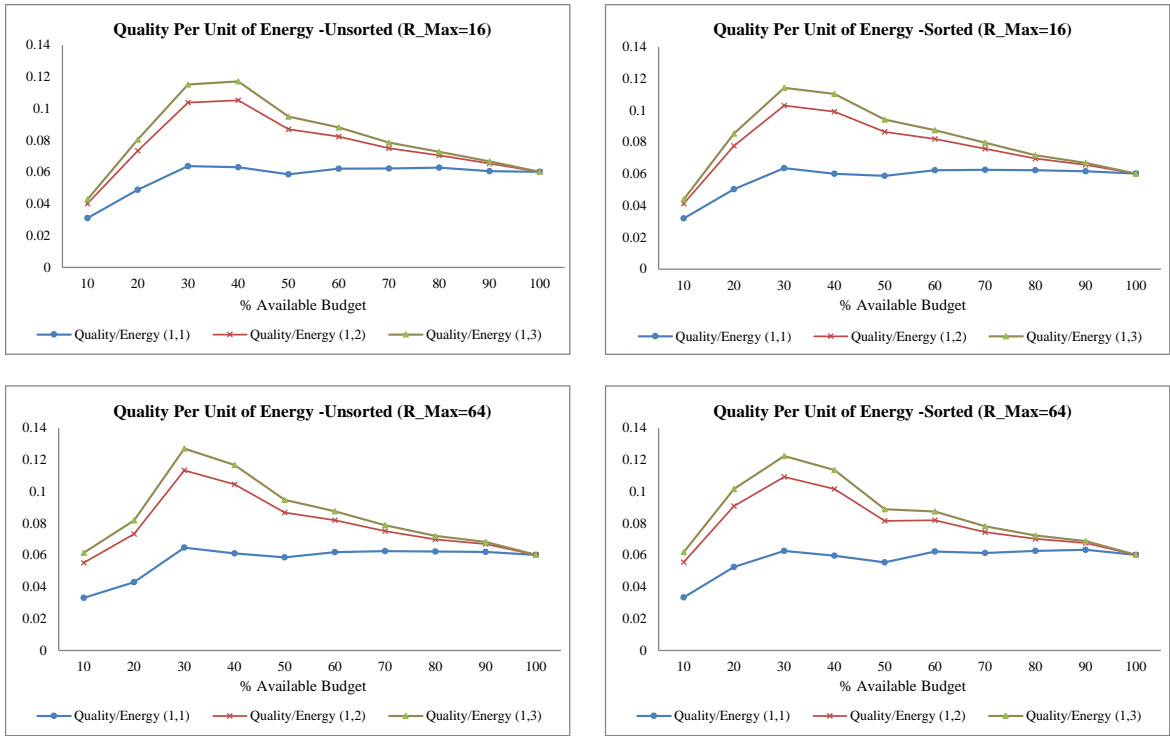 Quality Per Unit of Energy -Unsorted (R_Max=16)
0.14
0.12
0.1
0.08
0.06
0.04
0.02
0
10 20 30 40 50 60 70 80 90 100
% Available Budget
Quality/Energy (1,1) Quality/Energy (1,2) Quality/Energy (1,3)
Quality Per Unit of Energy -Sorted (R_Max=16)
0.14
0.12
0.1
0.08
0.06
0.04
0.02
0
10 20 30 40 50 60 70 80 90 100
% Available Budget
Quality/Energy (1,1) Quality/Energy (1,2) Quality/Energy (1,3)
Quality Per Unit of Energy -Unsorted (R_Max=64)
0.14
0.12
0.1
0.08
0.06
0.04
0.02
0
10 20 30 40 50 60 70 80 90 100
% Available Budget
Quality/Energy (1,1) Quality/Energy (1,2) Quality/Energy (1,3)
Quality Per Unit of Energy -Sorted (R_Max=64)
0.14
0.12
0.1
0.08
0.06
0.04
0.02
0
10 20 30 40 50 60 70 80 90 100
% Available Budget
Quality/Energy (1,1) Quality/Energy (1,2) Quality/Energy (1,3)